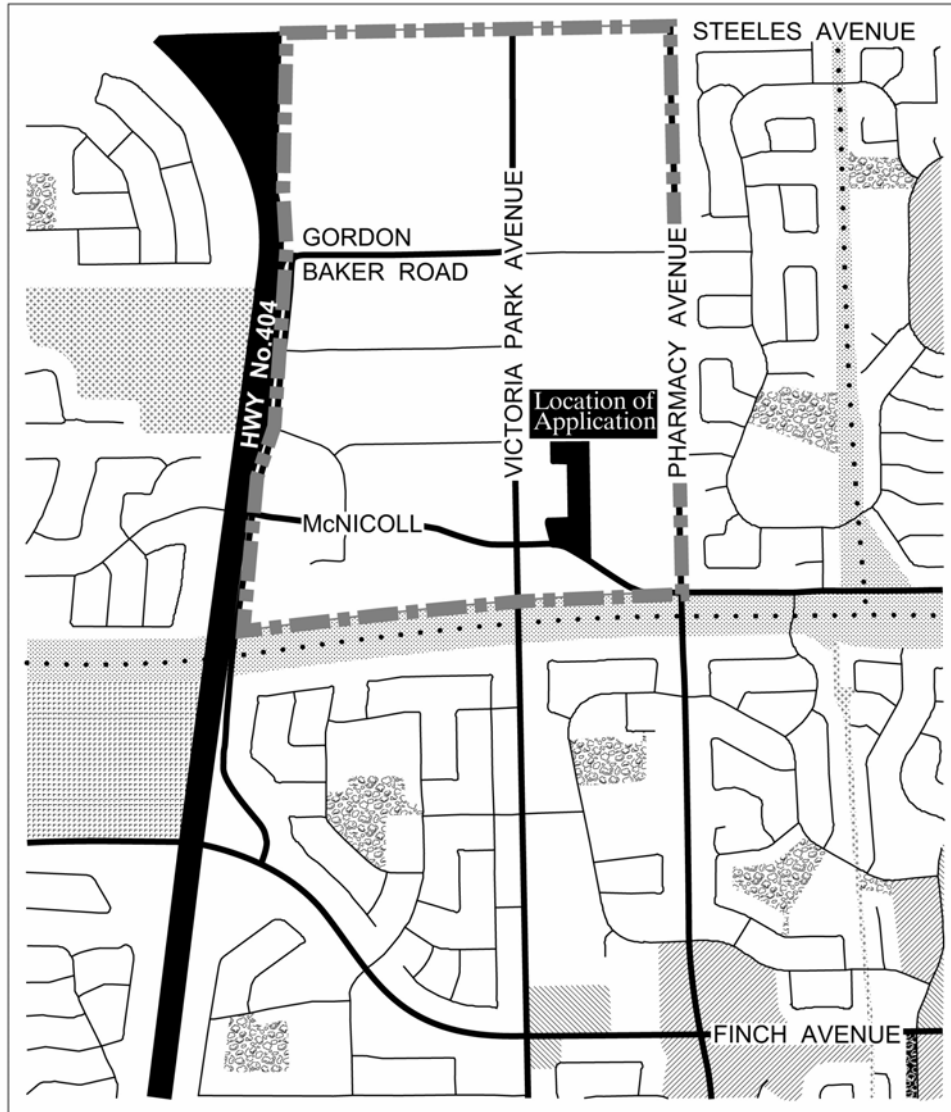 STEELES AVENUE
GORDON
BAKER ROAD
VICTORIA PARK AVENUE
PHARMACY AVENUE
HWY No.404
Location of
Application
McNICOLL
FINCH AVENUE